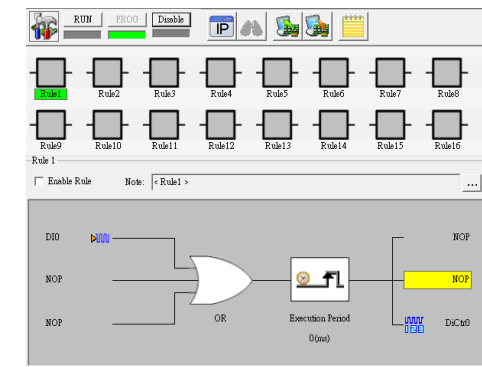 RUN PROG Disable IP
Rule1 Rule2 Rule3 Rule4 Rule5 Rule6 Rule7 Rule8
Rule9 Rule10 Rule11 Rule12 Rule13 Rule14 Rule15 Rule16
Rule 1
Enable Rule Note: < Rule1 > ...
DI0 NOP
NOP NOP
NOP OR Execution Period DiCtr0
0(ms)